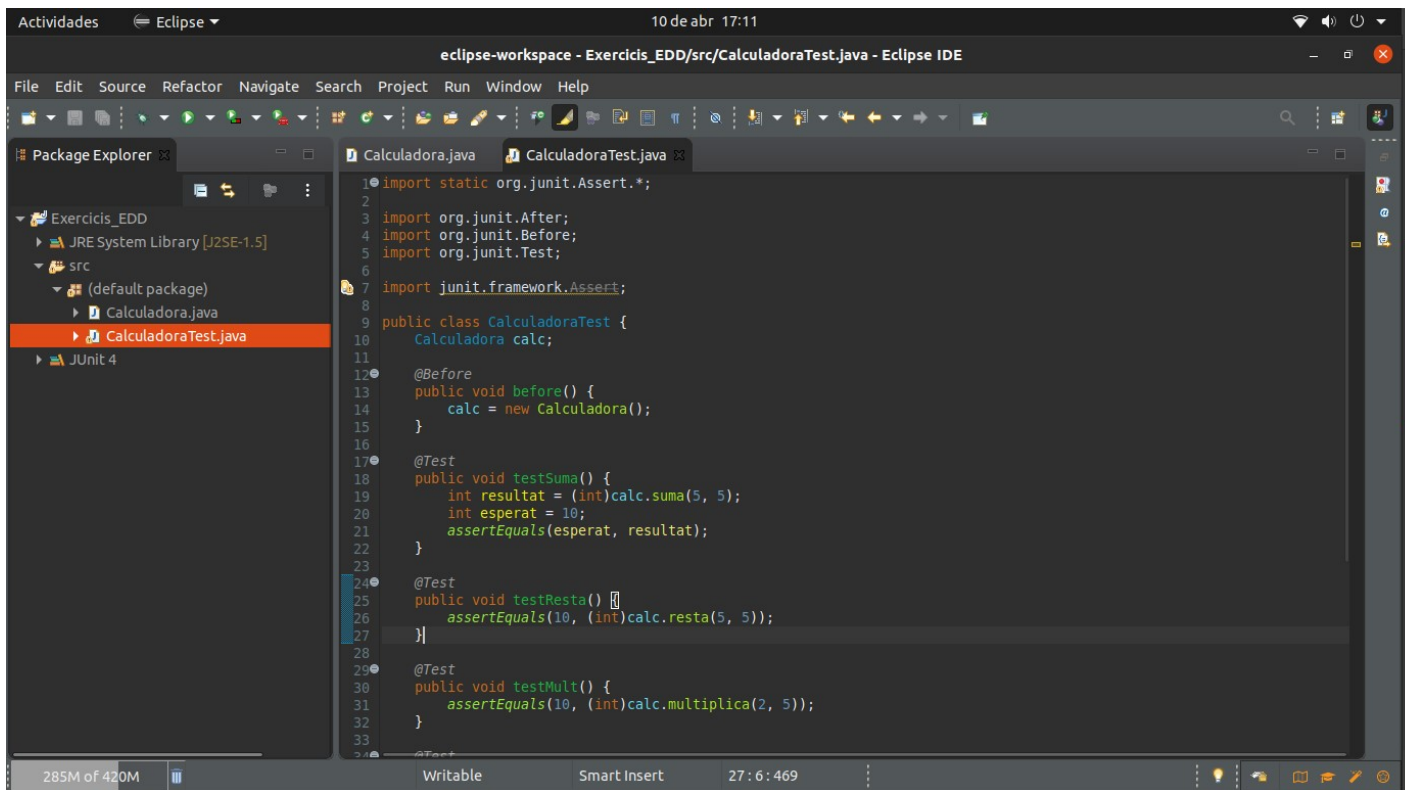 Actividades Eclipse 10 de abr 17:11
eclipse-workspace - Exercicis_EDD/src/CalculadoraTest.java - Eclipse IDE
File Edit Source Refactor Navigate Search Project Run Window Help
Package Explorer
Calculadora.java CalculadoraTest.java
Exercicis_EDD
JRE System Library [J2SE-1.5]
src
(default package)
Calculadora.java
CalculadoraTest.java
JUnit 4
1 import static org.junit.Assert.*;
2
3 import org.junit.After;
4 import org.junit.Before;
5 import org.junit.Test;
6
7 import junit.framework.Assert;
8
9 public class CalculadoraTest {
10 Calculadora calc;
11
12 @Before
13 public void before() {
14 calc = new Calculadora();
15 }
16
17 @Test
18 public void testSuma() {
19 int resultat = (int)calc.suma(5, 5);
20 int esperat = 10;
21 assertEquals(esperat, resultat);
22 }
23
24 @Test
25 public void testResta() {
26 assertEquals(10, (int)calc.resta(5, 5));
27 }
28
29 @Test
30 public void testMult() {
31 assertEquals(10, (int)calc.multiplica(2, 5));
32 }
33
34 @Test
285M of 420M Writable Smart Insert 27 : 6 : 469